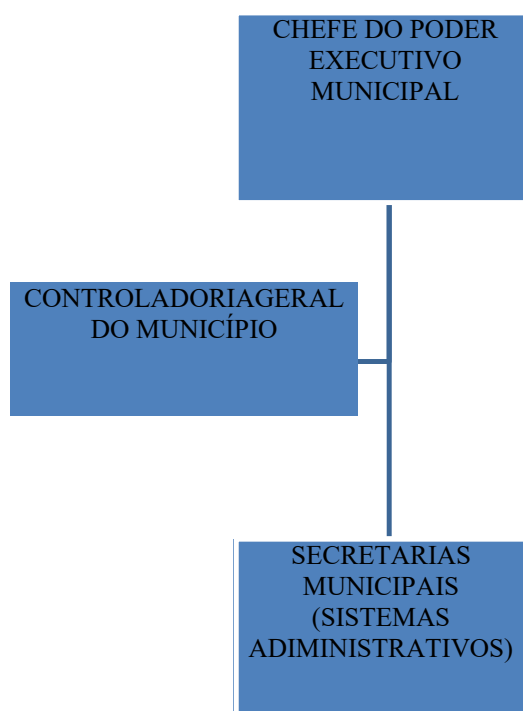 CHEFE DO PODER
EXECUTIVO
MUNICIPAL
CONTROLADORIAGERAL
DO MUNICÍPIO
SECRETARIAS
MUNICIPAIS
(SISTEMAS
ADIMINISTRATIVOS)